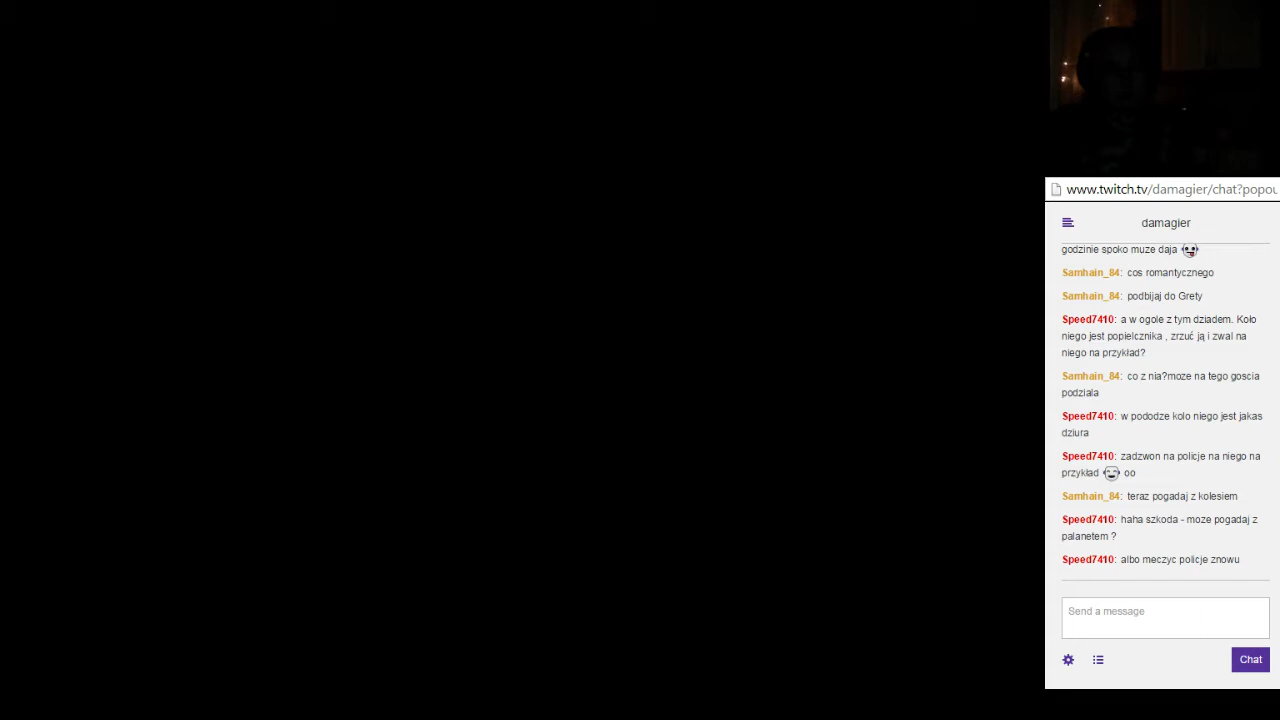 www.twitch.tv/damagier/chat?popou
damagier
godzinie spoko muze daja
Samhain_84: cos romantycznego
Samhain_84: podbijaj do Grety
Speed7410: a w ogole z tym dziadem. Koło
niego jest popielcznika , zrzuć ją i zwal na
niego na przykład?
Samhain_84: co z nia?moze na tego goscia
podziala
Speed7410: w pododze kolo niego jest jakas
dziura
Speed7410: zadzwon na policje na niego na
przykład oo
Samhain_84: teraz pogadaj z kolesiem
Speed7410: haha szkoda - moze pogadaj z
palanetem ?
Speed7410: albo meczyc policje znowu
Send a message
Chat